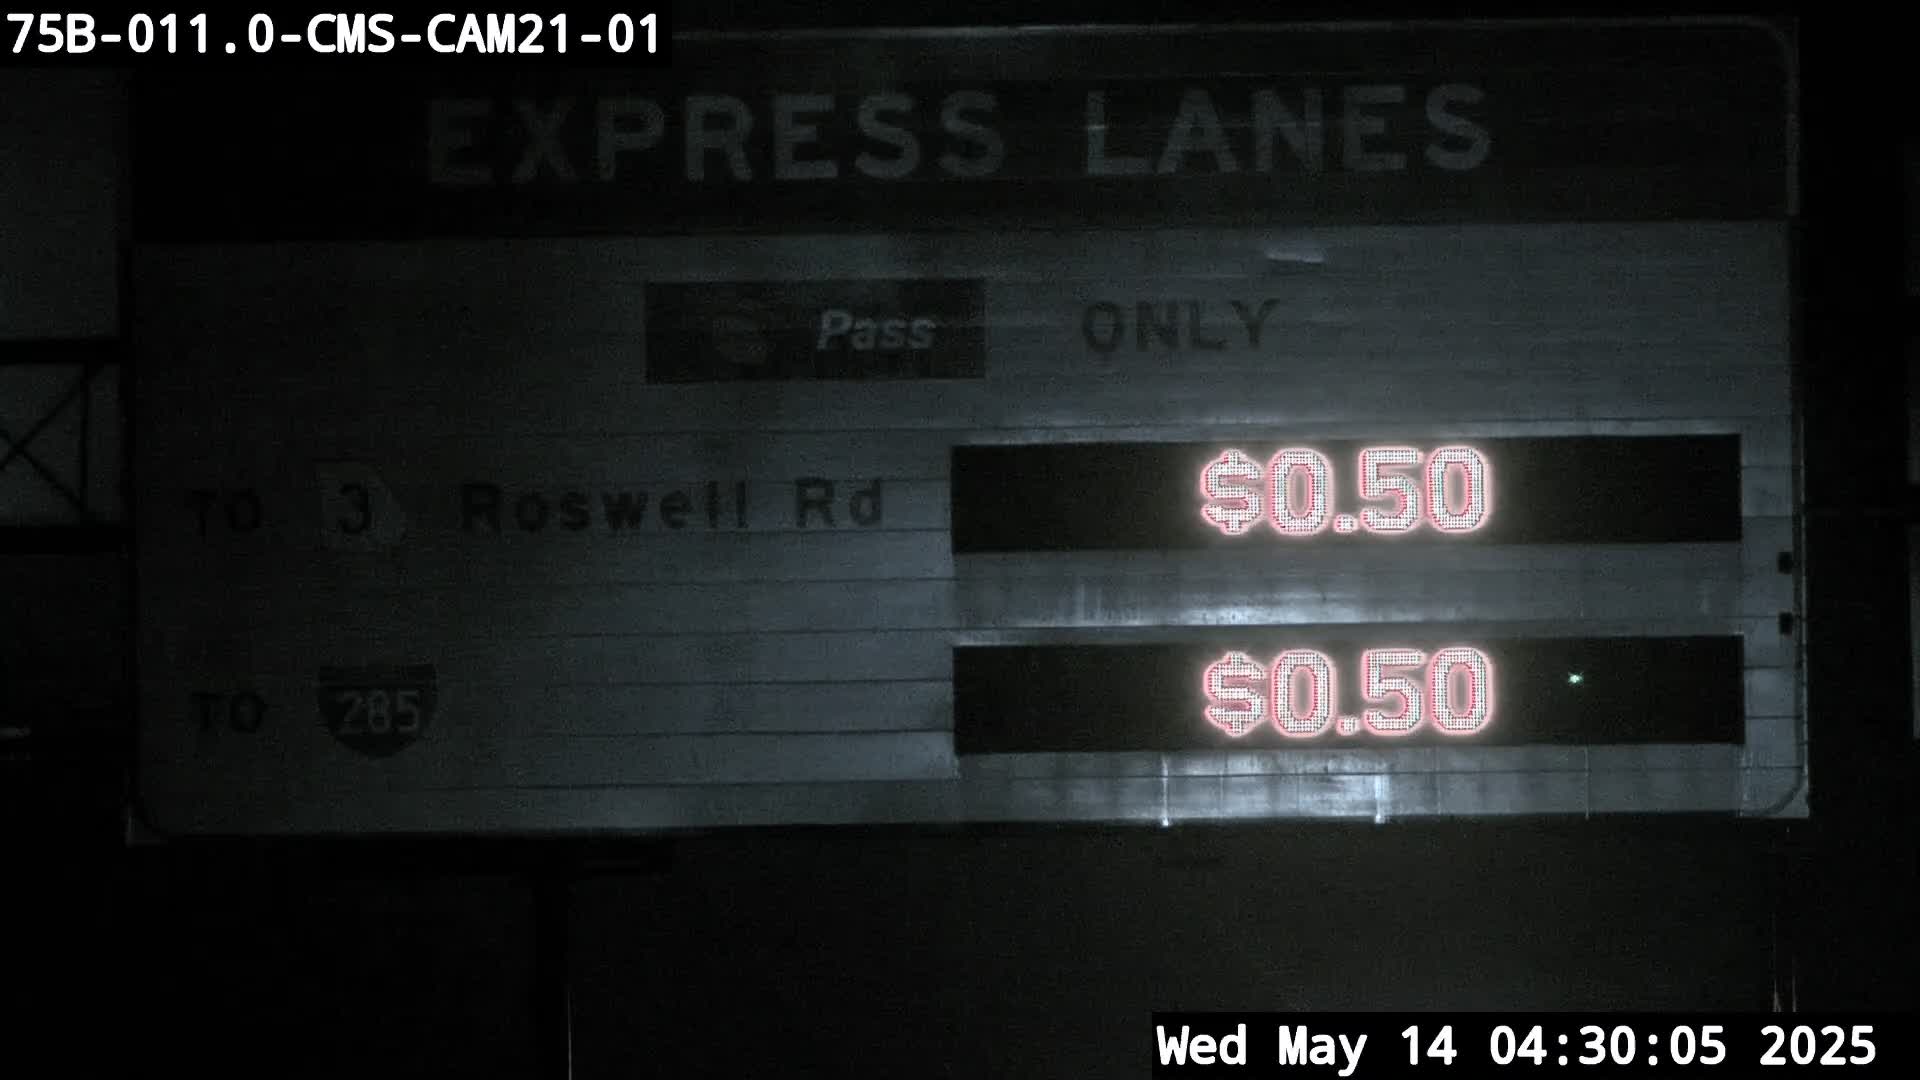 75B-011.0-CMS-CAM21-01
EXPRESS LANES
Pass ONLY
TO 3 Roswell Rd $0.50
TO 285 $0.50
Wed May 14 04:30:05 2025